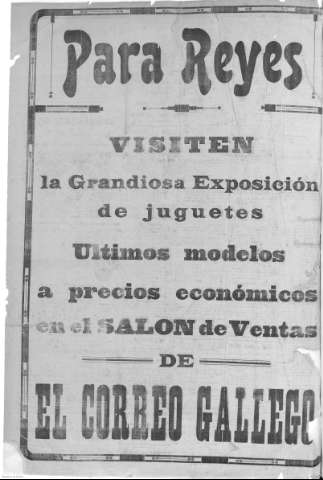 Para Reyes
VISITEN
la Grandiosa Exposición
de juguetes
Ultimos modelos
a precios económicos
en el SALON de Ventas
DE
EL CORREO GALLEGO